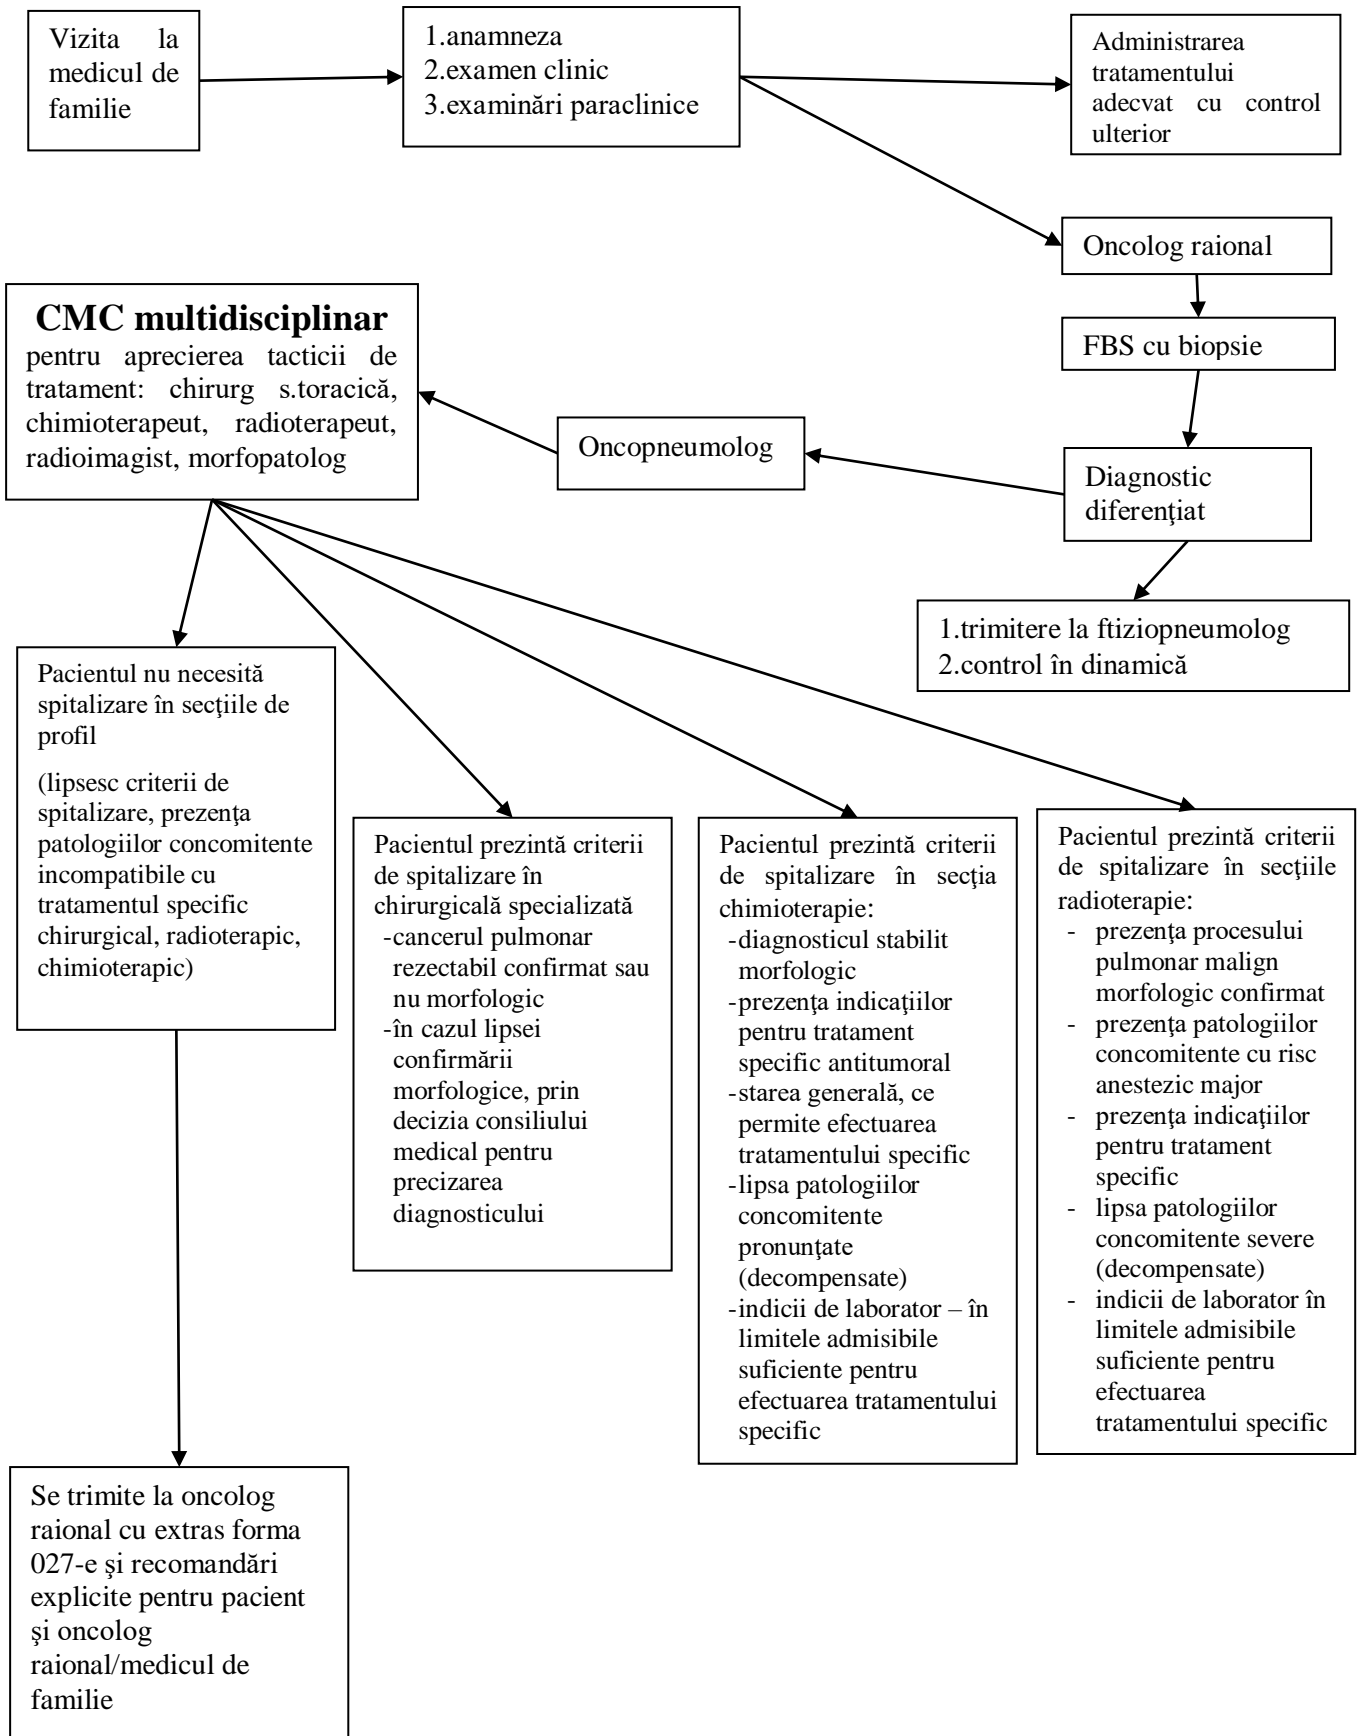 Vizita la
medicul de
familie
1.anamneza
2.examen clinic
3.examinări paraclinice
Administrarea
tratamentului
adecvat cu control
ulterior
Oncolog raional
FBS cu biopsie
Diagnostic
diferenţiat
1.trimitere la ftiziopneumolog
2.control în dinamică
Oncopneumolog
CMC multidisciplinar
pentru aprecierea tacticii de
tratament: chirurg s.toracică,
chimioterapeut, radioterapeut,
radioimagist, morfopatolog
Pacientul nu necesită
spitalizare în secţiile de
profil
(lipsesc criterii de
spitalizare, prezenţa
patologiilor concomitente
incompatibile cu
tratamentul specific
chirurgical, radioterapic,
chimioterapic)
Pacientul prezintă criterii
de spitalizare în
chirurgicală specializată
-cancerul pulmonar
rezectabil confirmat sau
nu morfologic
-în cazul lipsei
confirmării
morfologice, prin
decizia consiliului
medical pentru
precizarea
diagnosticului
Pacientul prezintă criterii
de spitalizare în secţia
chimioterapie:
-diagnosticul stabilit
morfologic
-prezenţa indicaţiilor
pentru tratament
specific antitumoral
-starea generală, ce
permite efectuarea
tratamentului specific
-lipsa patologiilor
concomitente
pronunţate
(decompensate)
-indicii de laborator – în
limitele admisibile
suficiente pentru
efectuarea tratamentului
specific
Pacientul prezintă criterii
de spitalizare în secţiile
radioterapie:
- prezenţa procesului
pulmonar malign
morfologic confirmat
- prezenţa patologiilor
concomitente cu risc
anestezic major
- prezenţa indicaţiilor
pentru tratament
specific
- lipsa patologiilor
concomitente severe
(decompensate)
- indicii de laborator în
limitele admisibile
suficiente pentru
efectuarea
tratamentului specific
Se trimite la oncolog
raional cu extras forma
027-e şi recomandări
explicite pentru pacient
şi oncolog
raional/medicul de
familie